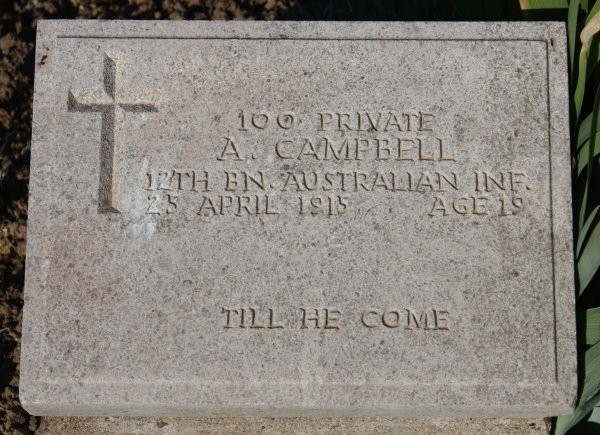 100 PRIVATE
A. CAMPBELL
12TH BN. AUSTRALIAN INF.
25 APRIL 1915 AGE 19
TILL HE COME